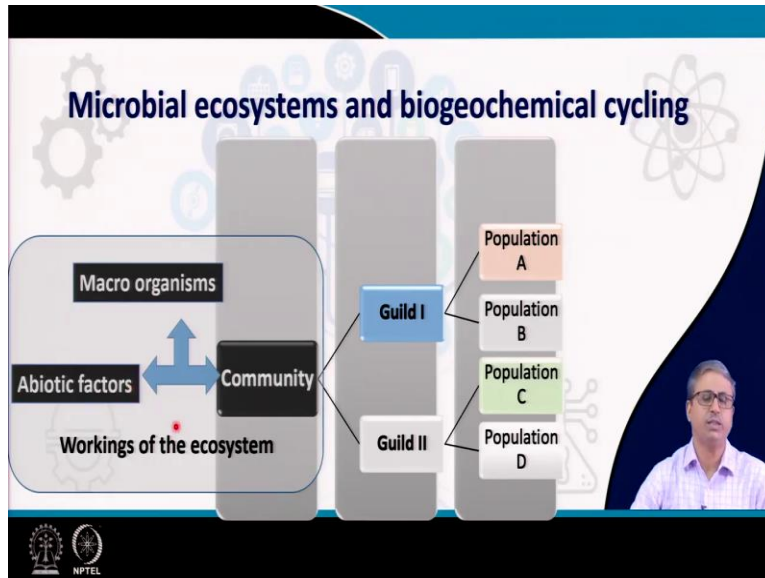 Microbial ecosystems and biogeochemical cycling
Macro organisms
Abiotic factors
Community
Workings of the ecosystem
Guild I
Guild II
Population
A
Population
B
Population
C
Population
D
NPTEL